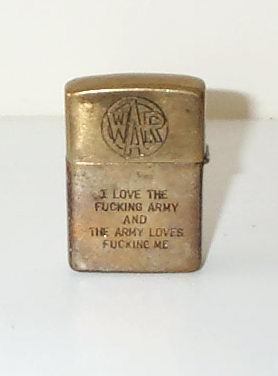 I LOVE THE
FUCKING ARMY
AND
THE ARMY LOVES
FUCKING ME